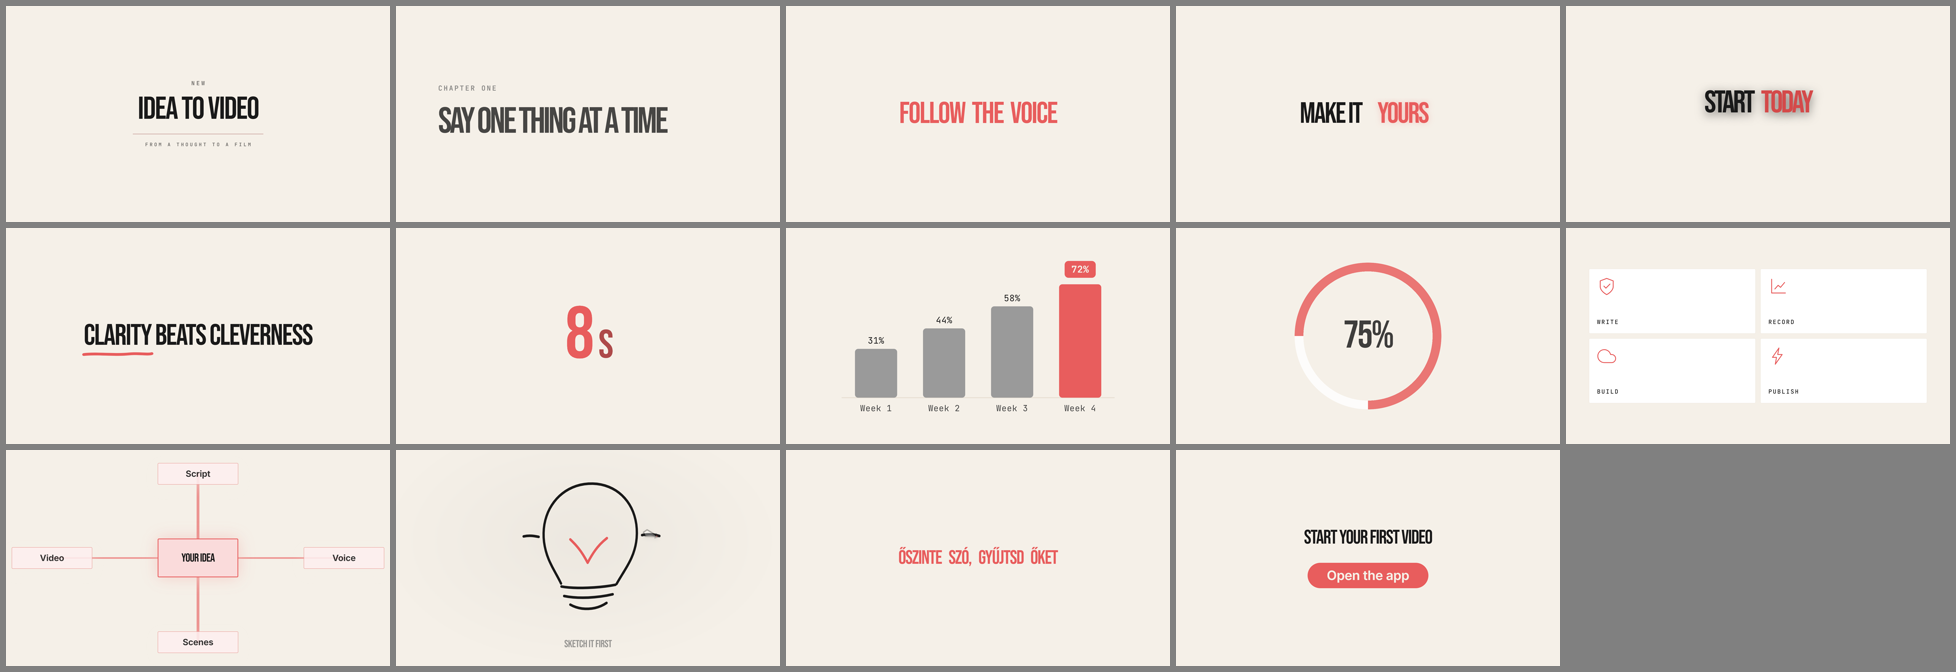 NEW
IDEA TO VIDEO
FROM A THOUGHT TO A FILM
CHAPTER ONE
SAY ONE THING AT A TIME
FOLLOW THE VOICE
MAKE IT YOURS
START TODAY
CLARITY BEATS CLEVERNESS
8 S
72%
58%
44%
31%
Week 1 Week 2 Week 3 Week 4
75%
WRITE
RECORD
BUILD
PUBLISH
Script
Video
YOUR IDEA
Voice
Scenes
SKETCH IT FIRST
ŐSZINTE SZÓ, GYŰJTSD ŐKET
START YOUR FIRST VIDEO
Open the app